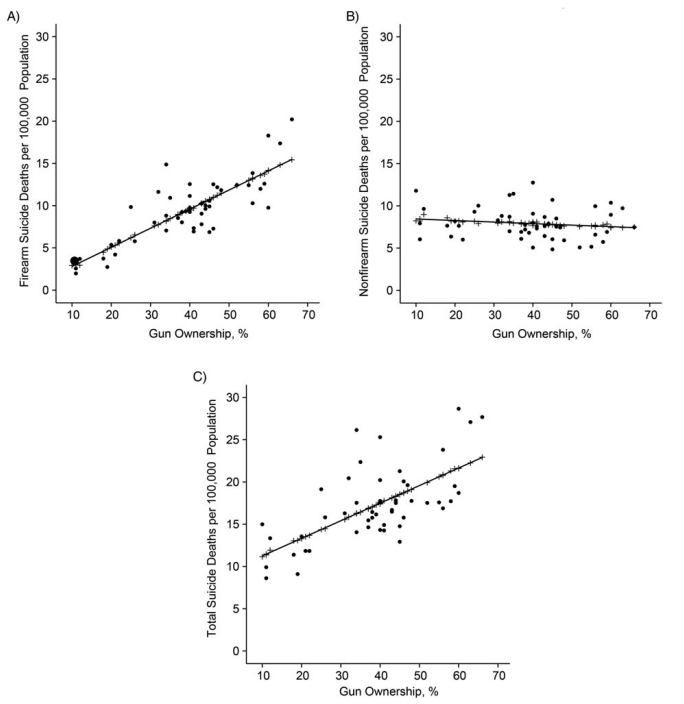 A)
Firearm Suicide Deaths per 100,000 Population
30
25
20
15
10
5
0
10 20 30 40 50 60 70
Gun Ownership, %
B)
Nonfirearm Suicide Deaths per 100,000 Population
30
25
20
15
10
5
0
10 20 30 40 50 60 70
Gun Ownership, %
C)
Total Suicide Deaths per 100,000 Population
30
25
20
15
10
5
0
10 20 30 40 50 60 70
Gun Ownership, %